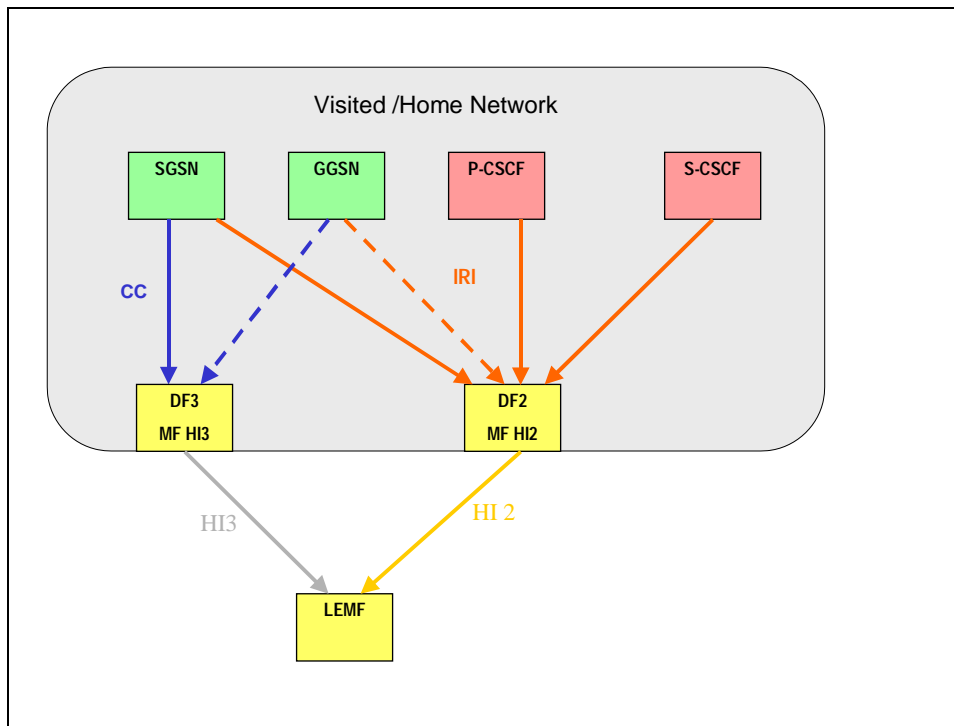 Visited /Home Network
SGSN
GGSN
P-CSCF
S-CSCF
CC
IRI
DF3
MF HI3
DF2
MF HI2
HI3
HI 2
LEMF